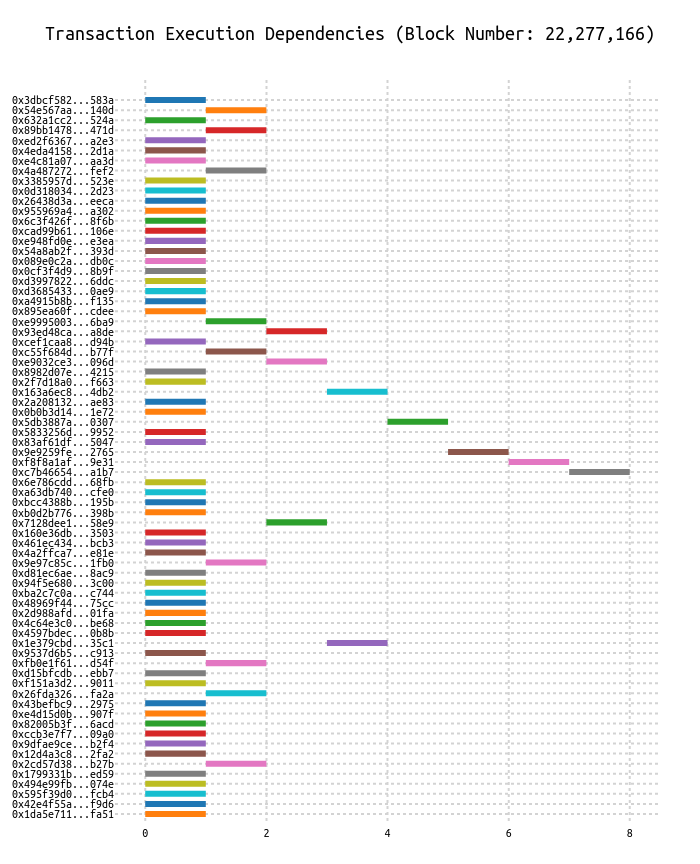 Transaction Execution Dependencies (Block Number: 22,277,166)
0x3dbcf582...583a
0x54e567aa...140d
0x632a1cc2...524a
0x89bb1478...471d
0xed2f6367...a2e3
0x4eda4158...2d1a
0xe4c81a07...aa3d
0x4a487272...fef2
0x3385957d...523e
0x0d318034...2d23
0x26438d3a...eeca
0x955969a4...a302
0x6c3f426f...8f6b
0xcad99b61...106e
0xe948fd0e...e3ea
0x54a8ab2f...393d
0x089e0c2a...db0c
0x0cf3f4d9...8b9f
0xd3997822...6ddc
0xd3685433...0ae9
0xa4915b8b...f135
0x895ea60f...cdee
0xe9995003...6ba9
0x93ed48ca...a8de
0xcef1caa8...d94b
0xc55f684d...b77f
0xe9032ce3...096d
0x8982d07e...4215
0x2f7d18a0...f663
0x163a6ec8...4db2
0x2a208132...ae83
0x0b0b3d14...1e72
0x5db3887a...0307
0x5833256d...9952
0x83af61df...5047
0x9e9259fe...2765
0xf8f8a1af...9e31
0xc7b46654...a1b7
0x6e786cdd...68fb
0xa63db740...cfe0
0xbcc4388b...195b
0xb0d2b776...398b
0x7128dee1...58e9
0x160e36db...3503
0x461ec434...bcb3
0x4a2ffca7...e81e
0x9e97c85c...1fb0
0xd81ec6ae...8ac9
0x94f5e680...3c00
0xba2c7c0a...c744
0x48969f44...75cc
0x2d988afd...01fa
0x4c64e3c0...be68
0x4597bdec...0b8b
0x1e379cbd...35c1
0x9537d6b5...c913
0xfb0e1f61...d54f
0xd15bfcdb...ebb7
0xf151a3d2...9011
0x26fda326...fa2a
0x43befbc9...2975
0xe4d15d0b...907f
0x82005b3f...6acd
0xccb3e7f7...09a0
0x9dfae9ce...b2f4
0x12d4a3c8...2fa2
0x2cd57d38...b27b
0x1799331b...ed59
0x494e99fb...074e
0x595f39d0...fcb4
0x42e4f55a...f9d6
0x1da5e711...fa51
0 2 4 6 8